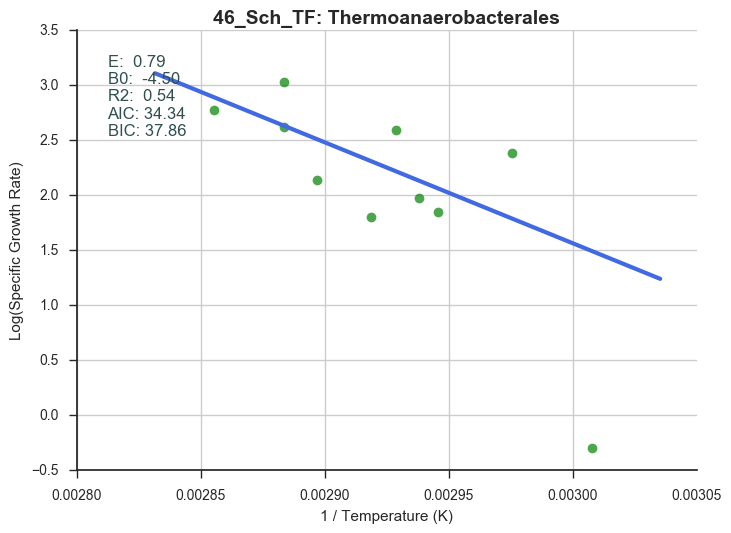 46_Sch_TF: Thermoanaerobacterales
E:  0.79
B0:  -4.50
R2:  0.54
AIC: 34.34
BIC: 37.86
3.5
3.0
2.5
2.0
1.5
1.0
0.5
0.0
−0.5
Log(Specific Growth Rate)
0.00280 0.00285 0.00290 0.00295 0.00300 0.00305
1 / Temperature (K)